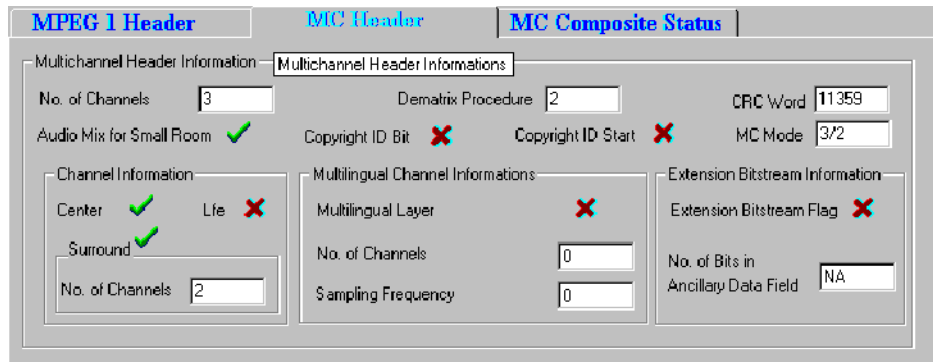 MPEG 1 Header MC Header MC Composite Status
Multichannel Header Information Multichannel Header Informations
No. of Channels 3 Dematrix Procedure 2 CRC Word 11359
Audio Mix for Small Room Copyright ID Bit Copyright ID Start MC Mode 3/2
Channel Information
Center Lfe
Surround
No. of Channels 2
Multilingual Channel Informations
Multilingual Layer
No. of Channels 0
Sampling Frequency 0
Extension Bitstream Information
Extension Bitstream Flag
No. of Bits in
Ancillary Data Field NA